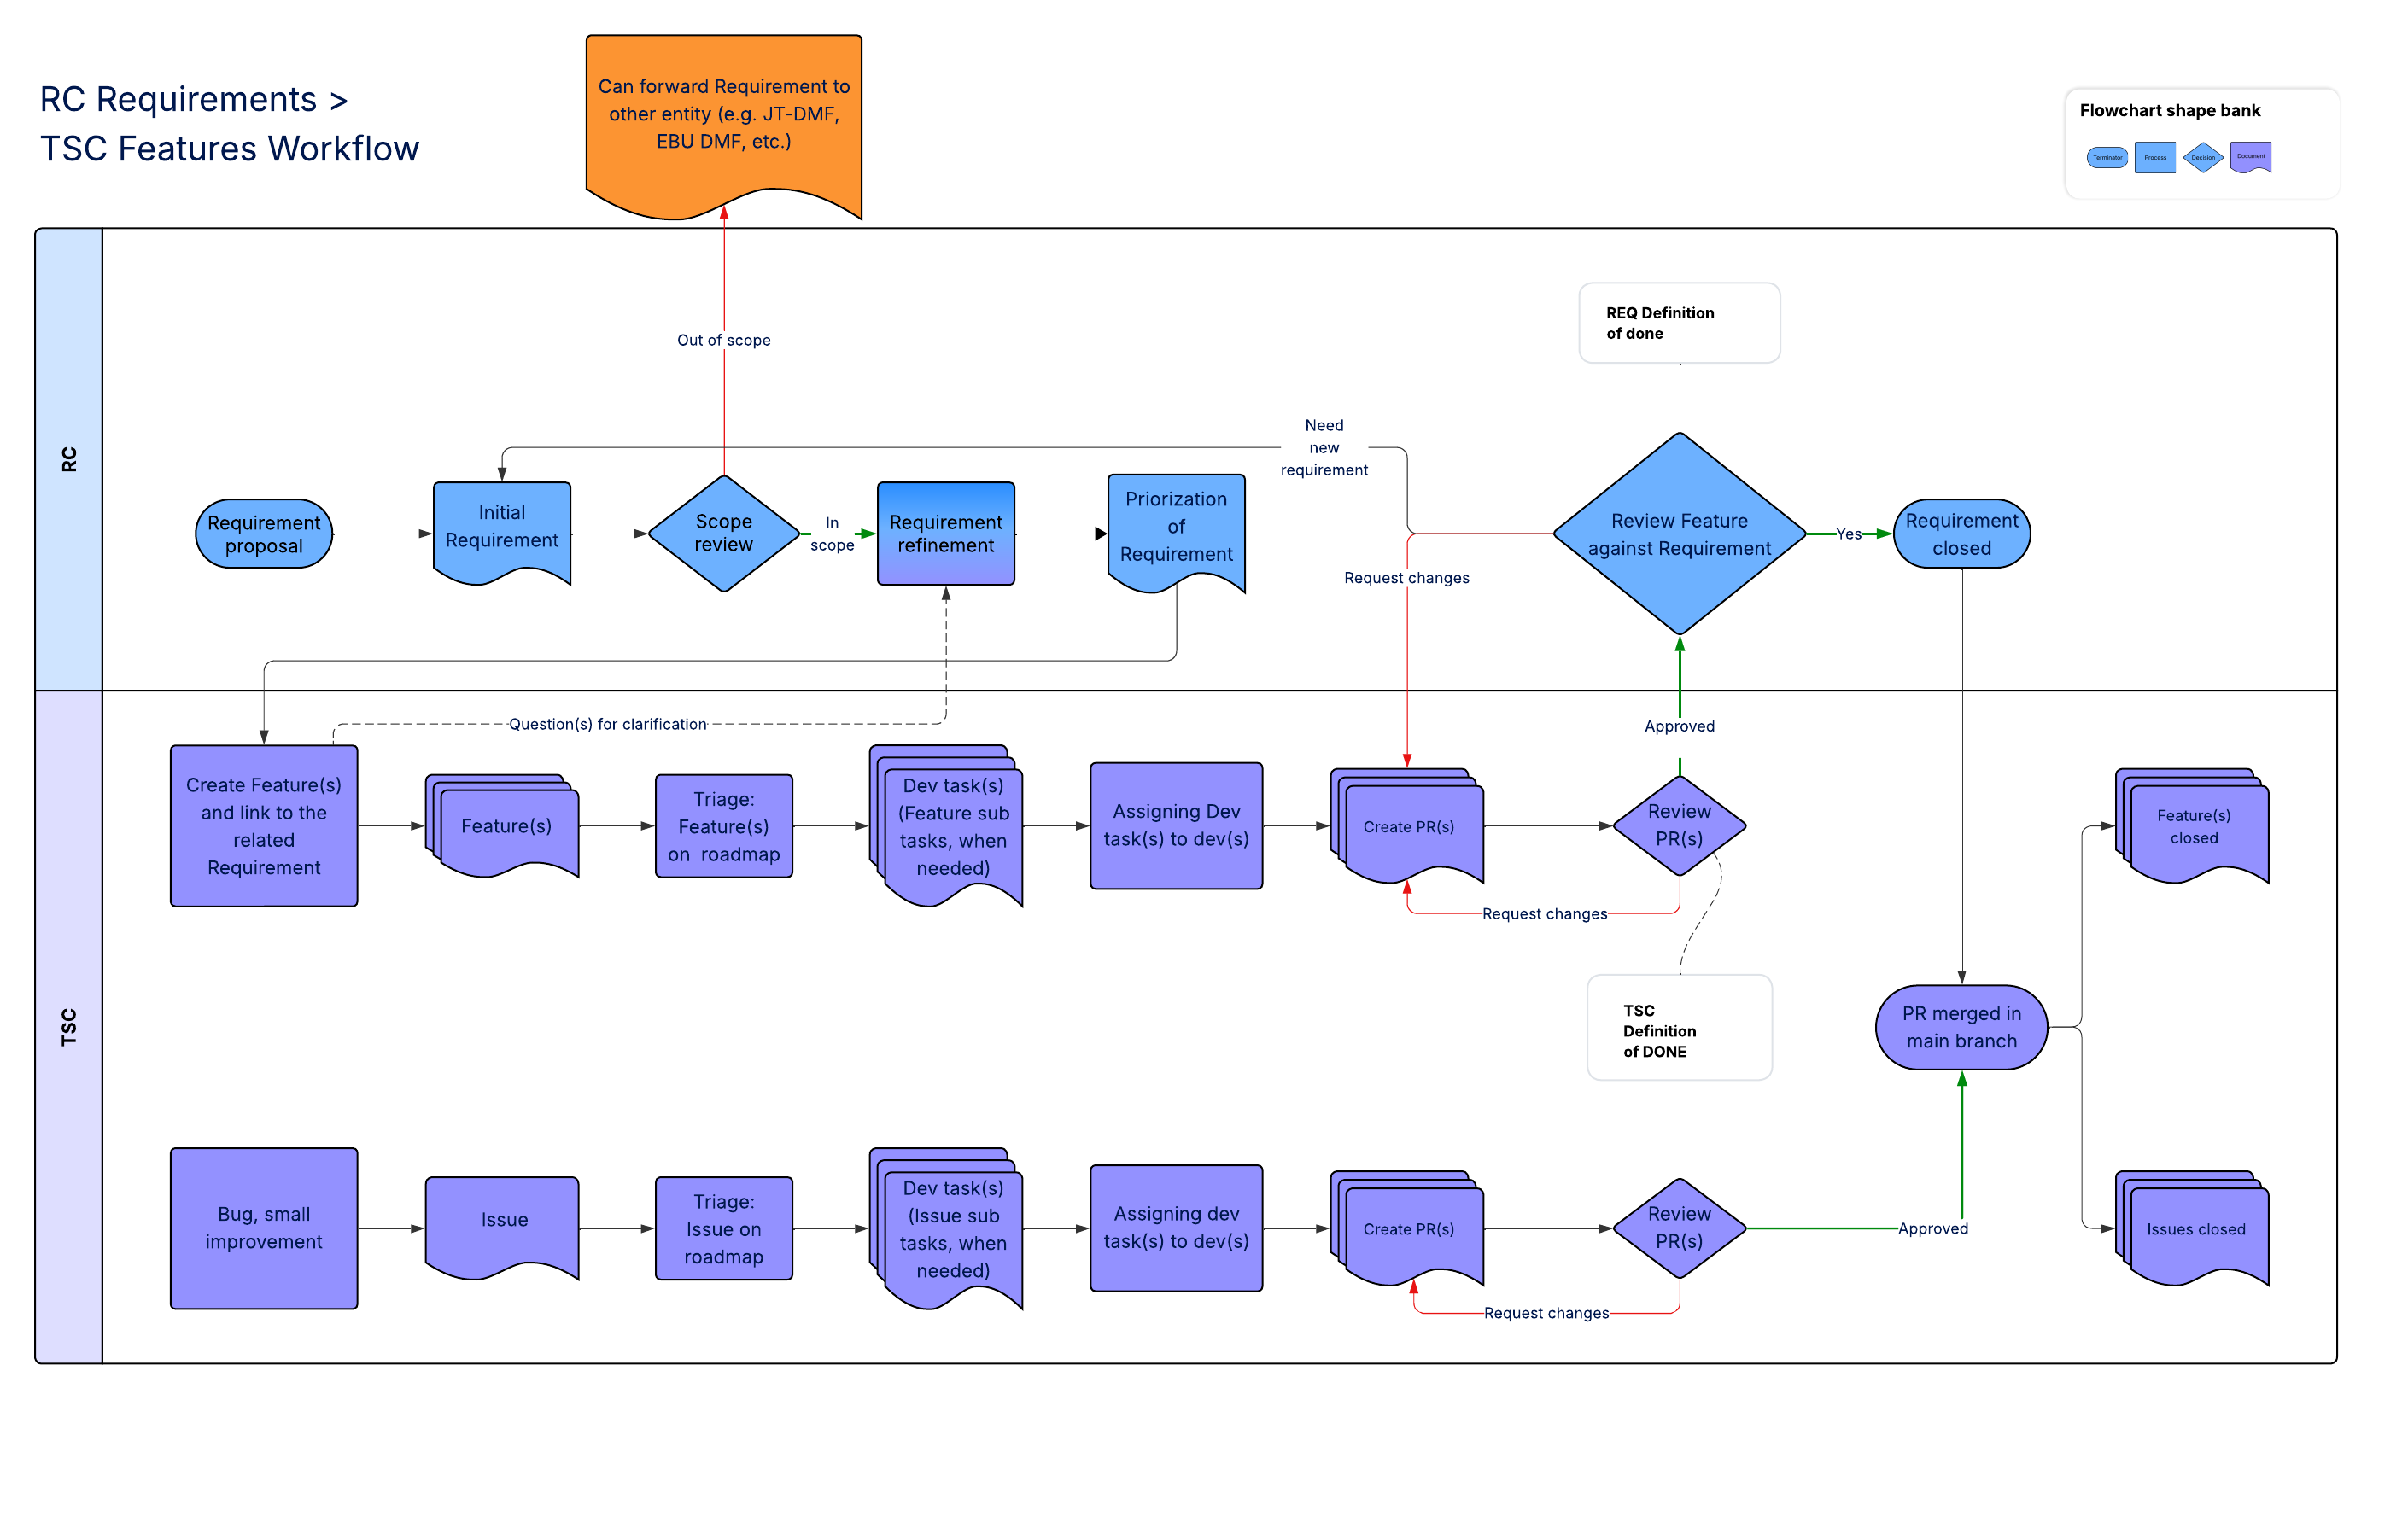 RC Requirements >
TSC Features Workflow
Can forward Requirement to
other entity (e.g. JT-DMF,
EBU DMF, etc.)
Flowchart shape bank
Terminator
Process
Decision
Document
RC
Out of scope
REQ Definition
of done
Need
new
requirement
Requirement
proposal
Initial
Requirement
Scope
review
In
scope
Requirement
refinement
Priorization
of
Requirement
Request changes
Review Feature
against Requirement
Yes
Requirement
closed
TSC
Question(s) for clarification
Approved
Create Feature(s)
and link to the
related
Requirement
Feature(s)
Triage:
Feature(s)
on roadmap
Dev task(s)
(Feature sub
tasks, when
needed)
Assigning Dev
task(s) to dev(s)
Create PR(s)
Review
PR(s)
Feature(s)
closed
Request changes
TSC
Definition
of DONE
PR merged in
main branch
Bug, small
improvement
Issue
Triage:
Issue on
roadmap
Dev task(s)
(Issue sub
tasks, when
needed)
Assigning dev
task(s) to dev(s)
Create PR(s)
Review
PR(s)
Approved
Issues closed
Request changes